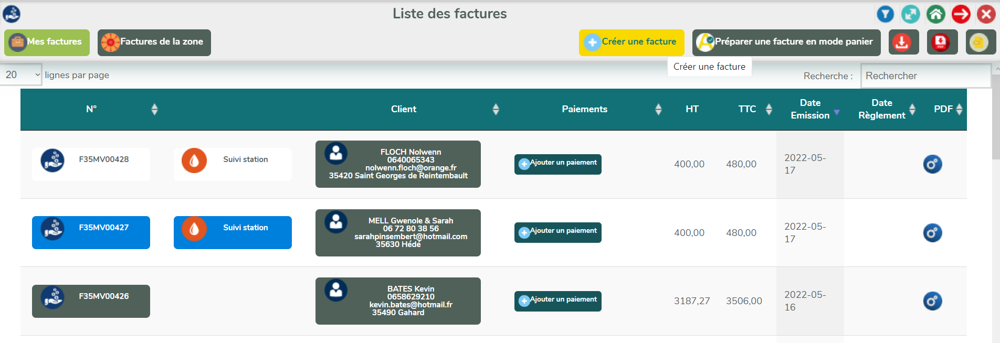 Liste des factures
Mes factures
Factures de la zone
Créer une facture
Préparer une facture en mode panier
PDF
Créer une facture
20
lignes par page
Recherche :
Rechercher
N°
Client
Paiements
HT
TTC
Date
Emission
Date
Règlement
PDF
F35MV00428
Suivi station
FLOCH Nolwenn
0640065343
nolwenn.floch@orange.fr
35420 Saint Georges de Reintembault
Ajouter un paiement
400,00
480,00
2022-05-
17
F35MV00427
Suivi station
MELL Gwenole & Sarah
06 72 80 38 56
sarahpinsembert@hotmail.com
35630 Hédé
Ajouter un paiement
400,00
480,00
2022-05-
17
F35MV00426
BATES Kevin
0658629210
kevin.bates@hotmail.fr
35490 Gahard
Ajouter un paiement
3187,27
3506,00
2022-05-
16